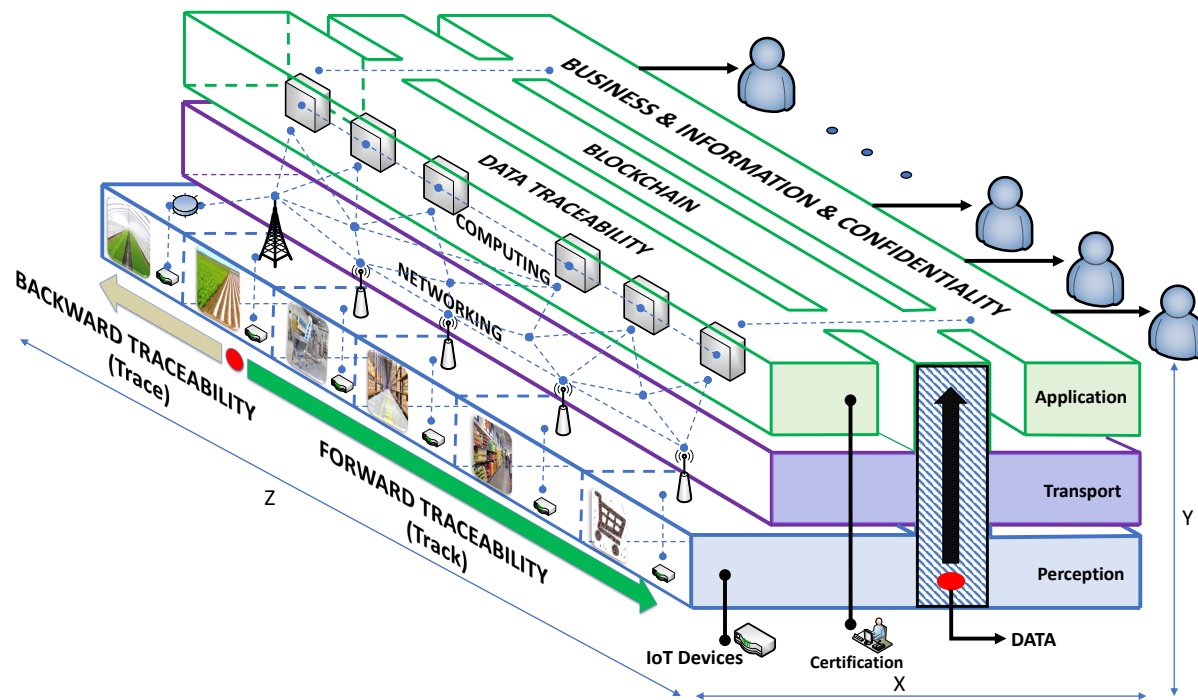 BUSINESS & INFORMATION & CONFIDENTIALITY
BLOCKCHAIN
DATA TRACEABILITY
COMPUTING
NETWORKING
BACKWARD TRACEABILITY
(Trace)
FORWARD TRACEABILITY
(Track)
Z
Application
Transport
Perception
Y
IoT Devices
Certification
DATA
X